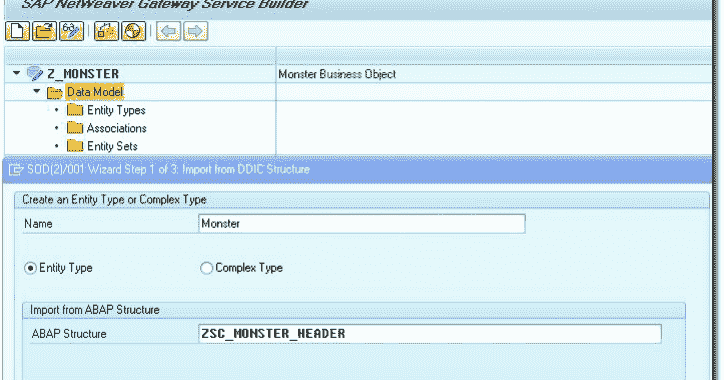 SAP NetWeaver Gateway Service Builder
Z_MONSTER Monster Business Object
Data Model
Entity Types
Associations
Entity Sets
SOD(2)/001 Wizard Step 1 of 3: Import from DDIC Structure
Create an Entity Type or Complex Type
Name Monster
Entity Type Complex Type
Import from ABAP Structure
ABAP Structure ZSC_MONSTER_HEADER